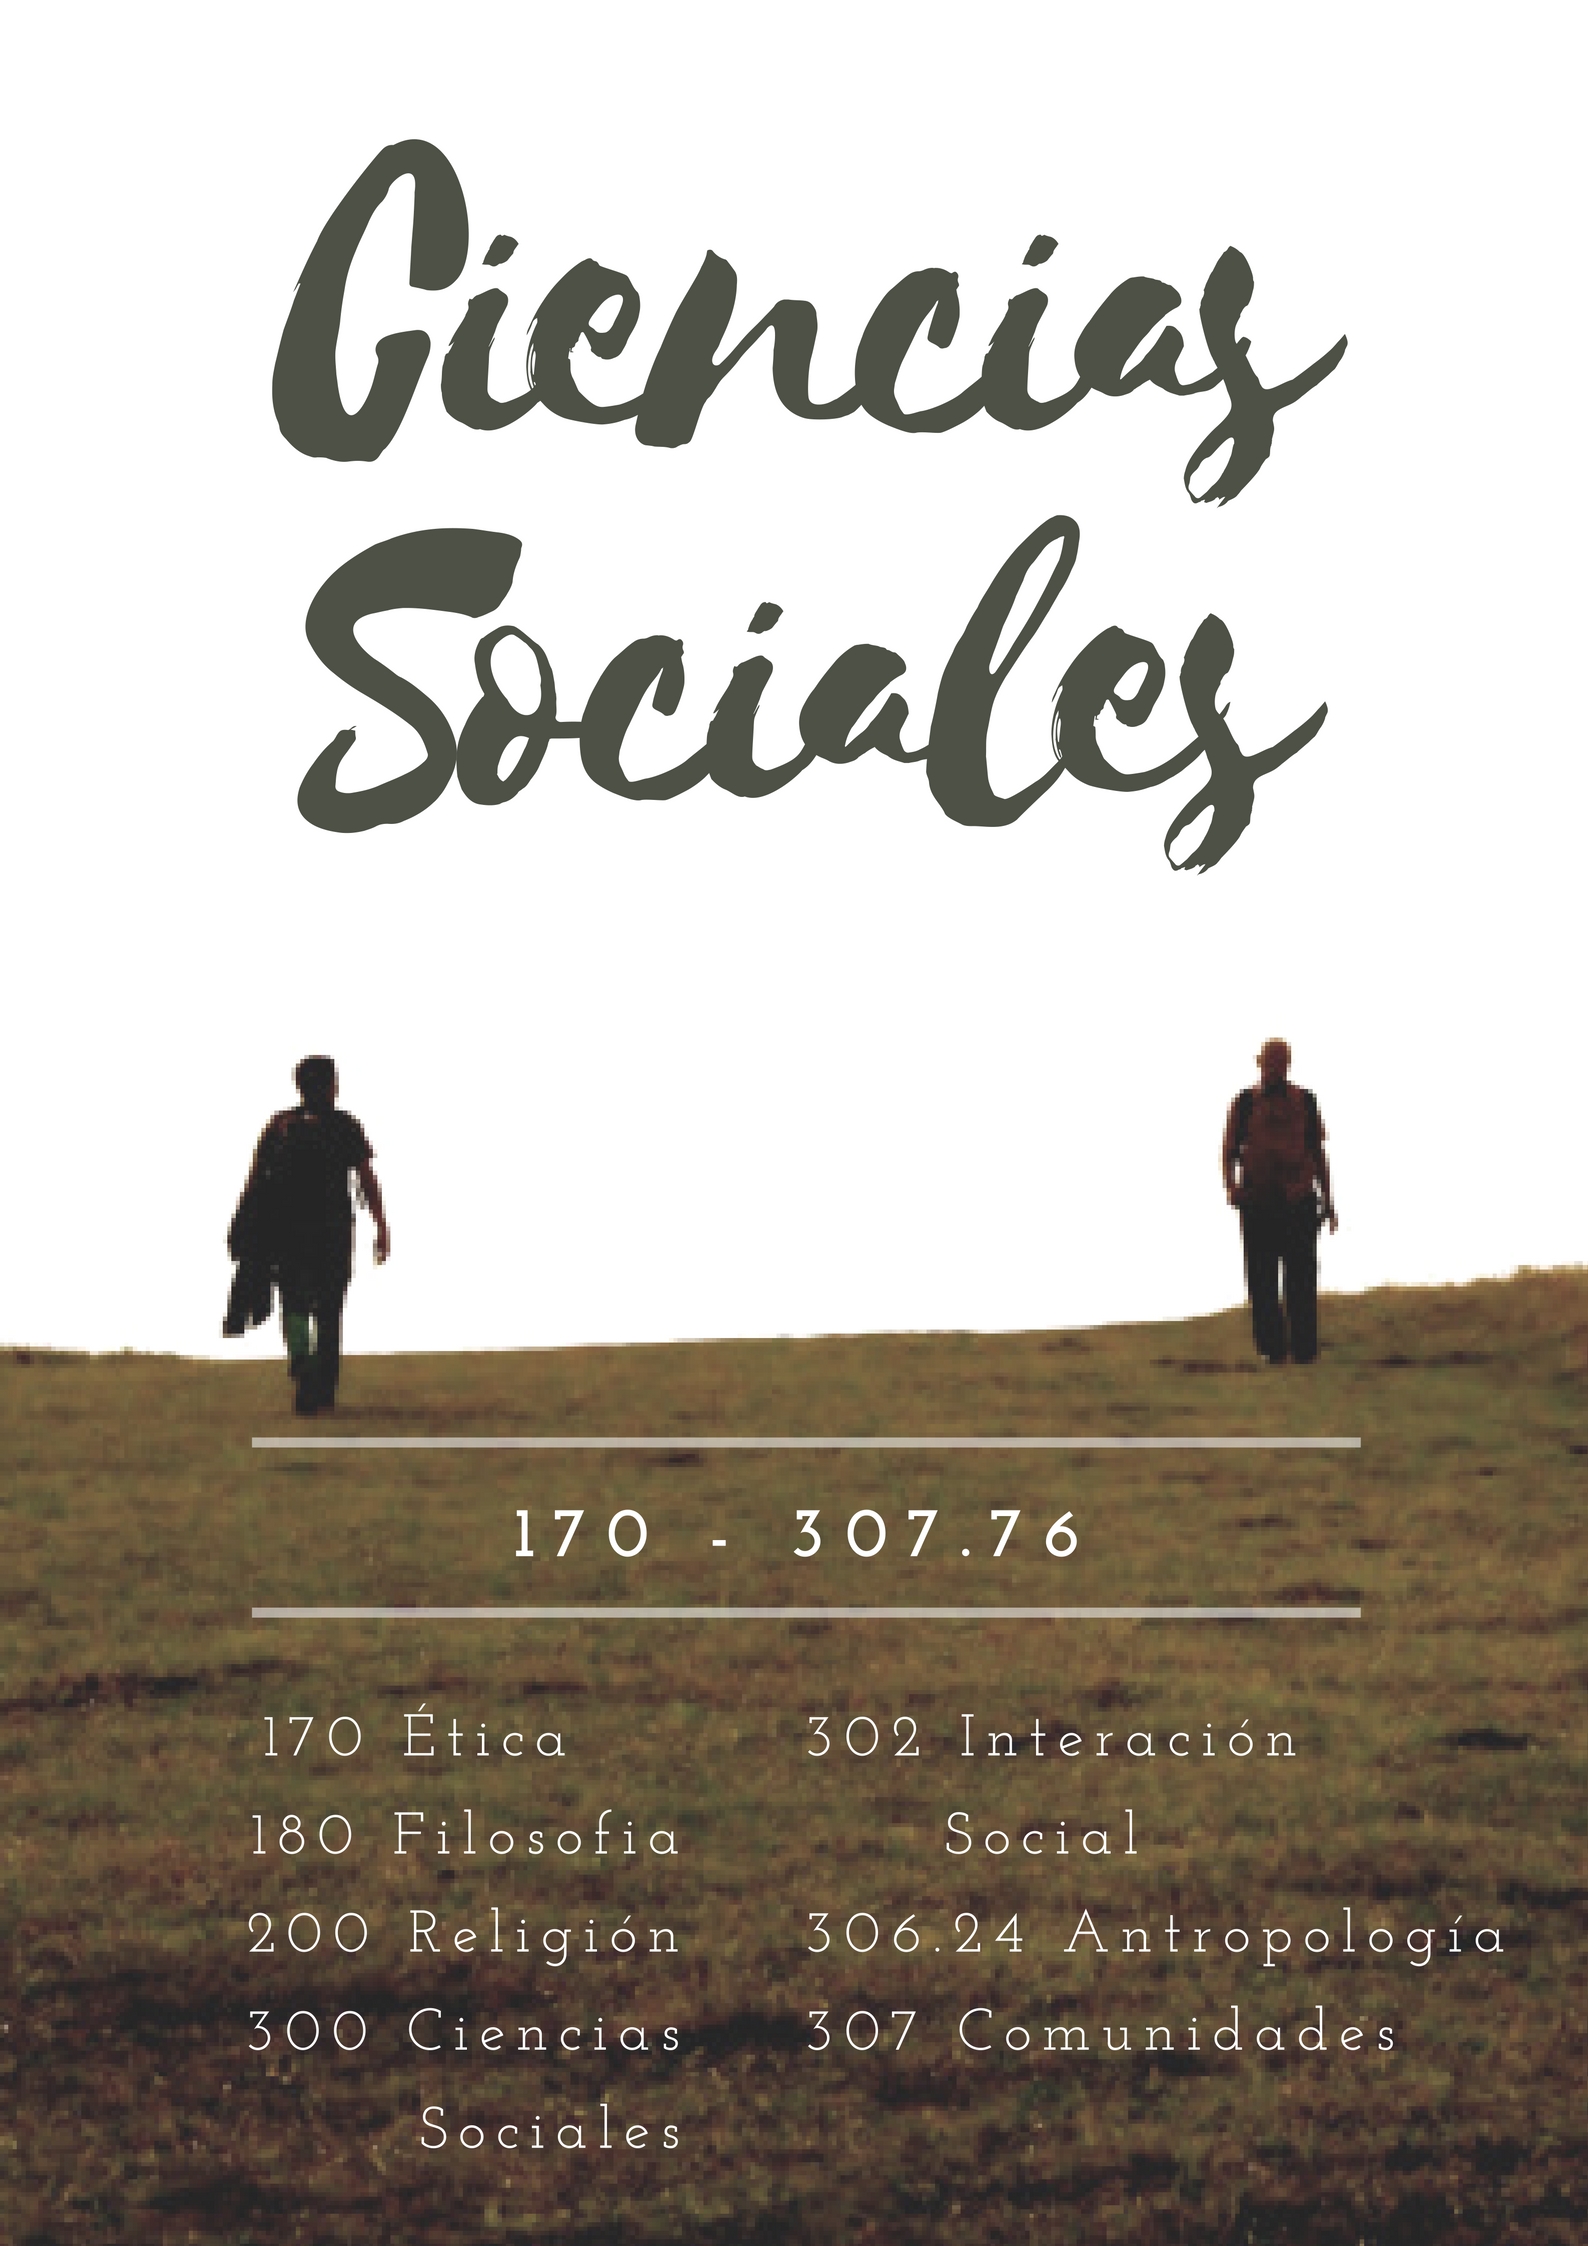 Ciencias
Sociales
170 - 307.76
170 Ética
180 Filosofia
200 Religión
300 Ciencias
Sociales
302 Interación
Social
306.24 Antropología
307 Comunidades